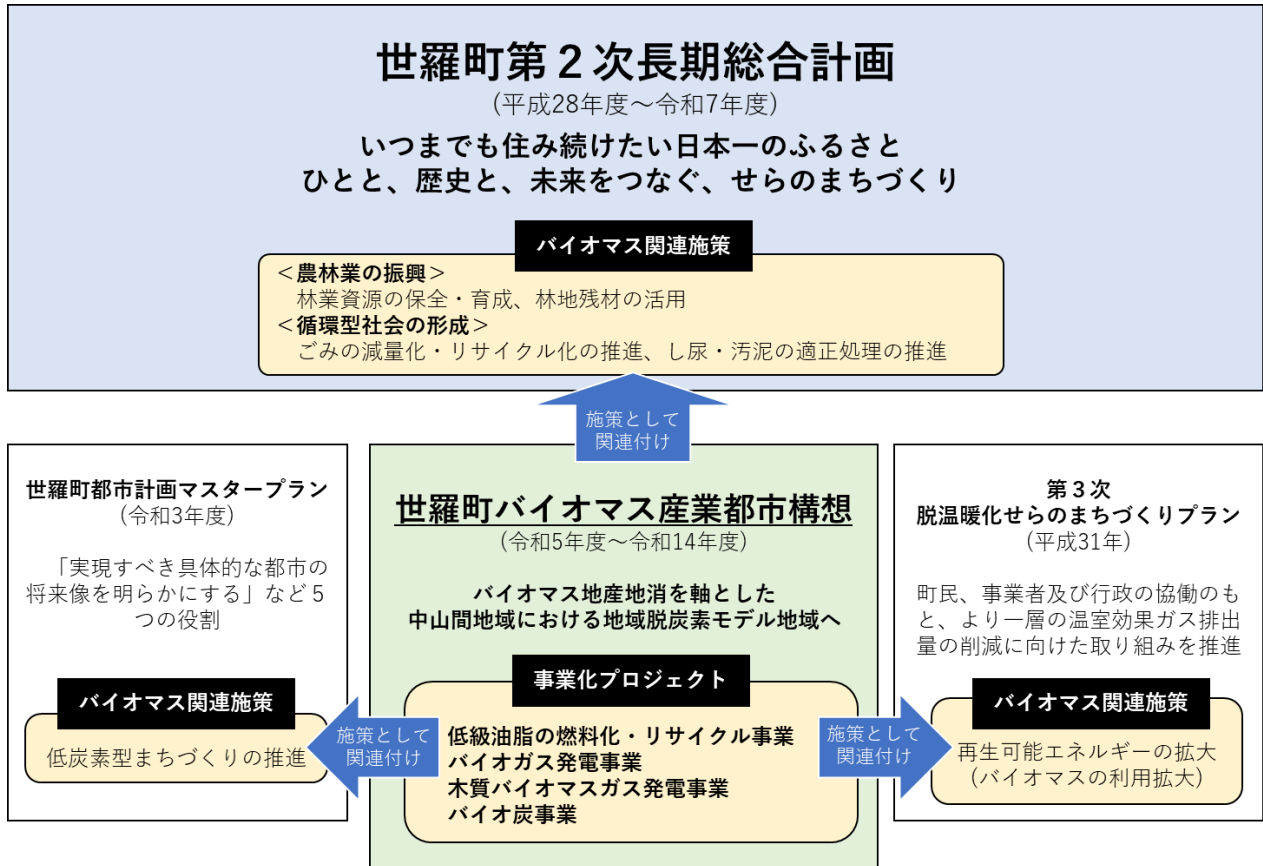 世羅町第２次長期総合計画
(平成28年度～令和7年度)
いつまでも住み続けたい日本一のふるさと
ひとと、歴史と、未来をつなぐ、せらのまちづくり
バイオマス関連施策
＜農林業の振興＞
林業資源の保全・育成、林地残材の活用
＜循環型社会の形成＞
ごみの減量化・リサイクル化の推進、し尿・汚泥の適正処理の推進
施策として
関連付け
世羅町都市計画マスタープラン
(令和3年度)
「実現すべき具体的な都市の
将来像を明らかにする」など５
つの役割
バイオマス関連施策
低炭素型まちづくりの推進
施策として
関連付け
世羅町バイオマス産業都市構想
(令和5年度～令和14年度)
バイオマス地産地消を軸とした
中山間地域における地域脱炭素モデル地域へ
事業化プロジェクト
低級油脂の燃料化・リサイクル事業
バイオガス発電事業
木質バイオマスガス発電事業
バイオ炭事業
施策として
関連付け
第３次
脱温暖化せらのまちづくりプラン
(平成31年)
町民、事業者及び行政の協働のも
と、より一層の温室効果ガス排出
量の削減に向けた取り組みを推進
バイオマス関連施策
再生可能エネルギーの拡大
(バイオマスの利用拡大)